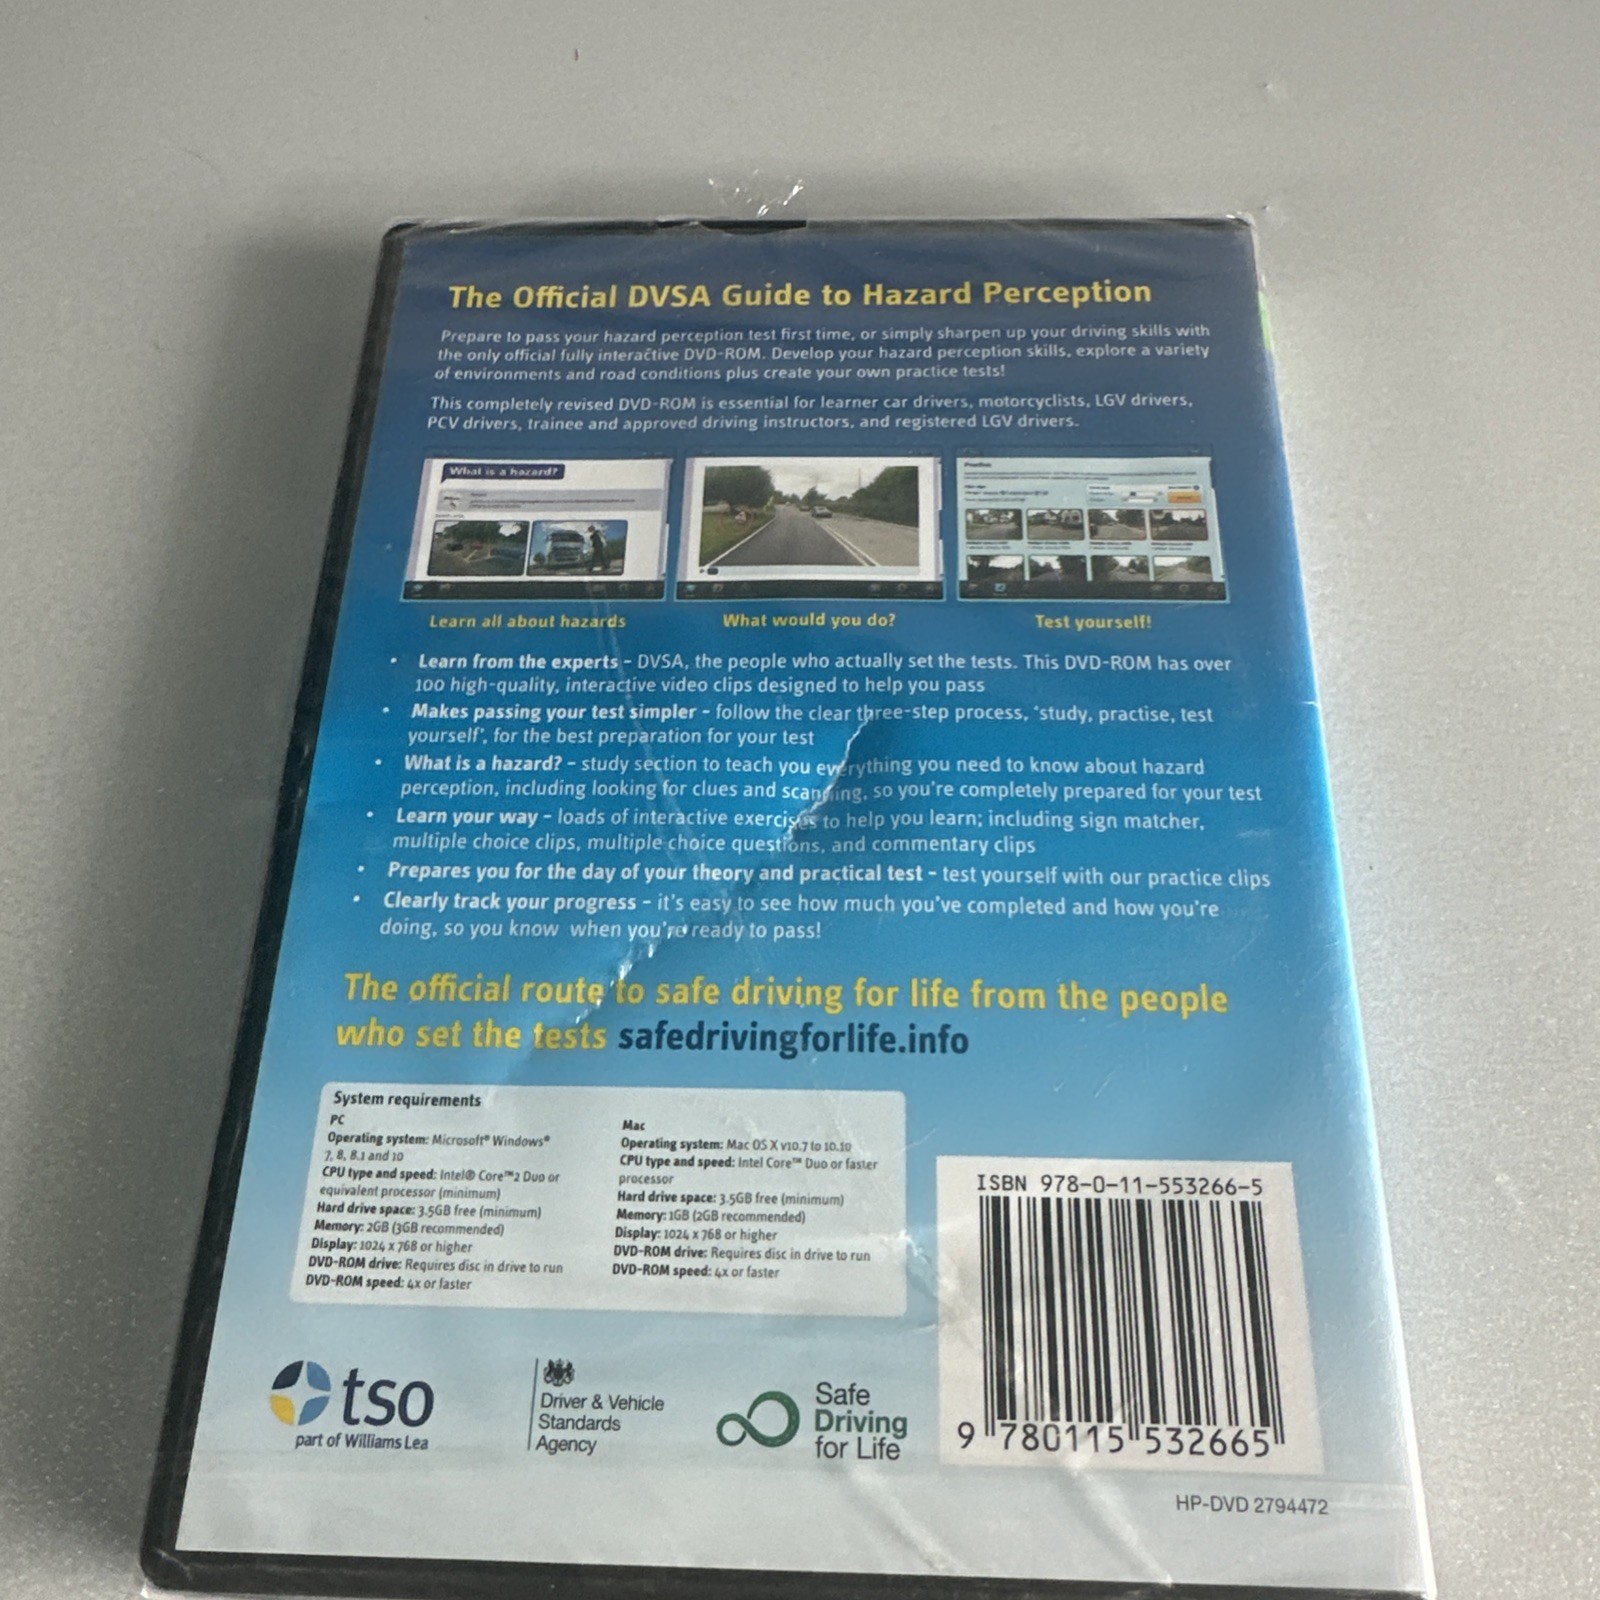 The Official DVSA Guide to Hazard Perception
Prepare to pass your hazard perception test first time, or simply sharpen up your driving skills with
the only official fully interactive DVD-ROM. Develop your hazard perception skills, explore a variety
of environments and road conditions plus create your own practice tests!
This completely revised DVD-ROM is essential for learner car drivers, motorcyclists, LGV drivers,
PCV drivers, trainee and approved driving instructors, and registered LGV drivers.
What is a hazard?
Learn all about hazards
What would you do?
Test yourself!
• Learn from the experts – DVSA, the people who actually set the tests. This DVD-ROM has over
100 high-quality, interactive video clips designed to help you pass
• Makes passing your test simpler – follow the clear three-step process, ‘study, practise, test
yourself’, for the best preparation for your test
• What is a hazard? – study section to teach you everything you need to know about hazard
perception, including looking for clues and scanning, so you're completely prepared for your test
• Learn your way – loads of interactive exercises to help you learn; including sign matcher,
multiple choice clips, multiple choice questions, and commentary clips
• Prepares you for the day of your theory and practical test – test yourself with our practice clips
• Clearly track your progress – it's easy to see how much you've completed and how you're
doing, so you know when you're ready to pass!
The official route to safe driving for life from the people
who set the tests safedrivingforlife.info
System requirements
PC
Operating system: Microsoft® Windows®
7, 8, 8.1 and 10
CPU type and speed: Intel® Core™2 Duo or
equivalent processor (minimum)
Hard drive space: 3.5GB free (minimum)
Memory: 2GB (3GB recommended)
Display: 1024 x 768 or higher
DVD-ROM drive: Requires disc in drive to run
DVD-ROM speed: 4x or faster
Mac
Operating system: Mac OS X v10.7 to 10.10
CPU type and speed: Intel Core™ Duo or faster
processor
Hard drive space: 3.5GB free (minimum)
Memory: 1GB (2GB recommended)
Display: 1024 x 768 or higher
DVD-ROM drive: Requires disc in drive to run
DVD-ROM speed: 4x or faster
ISBN 978-0-11-553266-5
9 780115 532665
tso
part of Williams Lea
Driver & Vehicle
Standards
Agency
Safe
Driving
for Life
HP-DVD 2794472